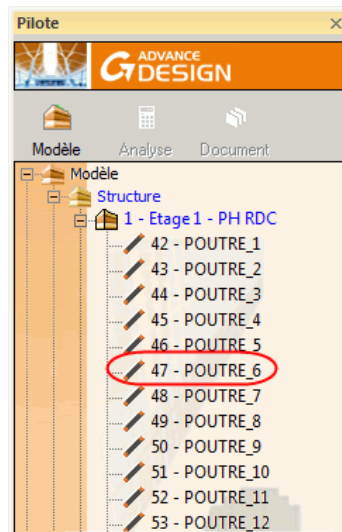 Pilote
ADVANCE
DESIGN
Modèle Analyse Document
Modèle
Structure
1 - Etage 1 - PH RDC
42 - POUTRE_1
43 - POUTRE_2
44 - POUTRE_3
45 - POUTRE_4
46 - POUTRE_5
47 - POUTRE_6
48 - POUTRE_7
49 - POUTRE_8
50 - POUTRE_9
51 - POUTRE_10
52 - POUTRE_11
53 - POUTRE_12